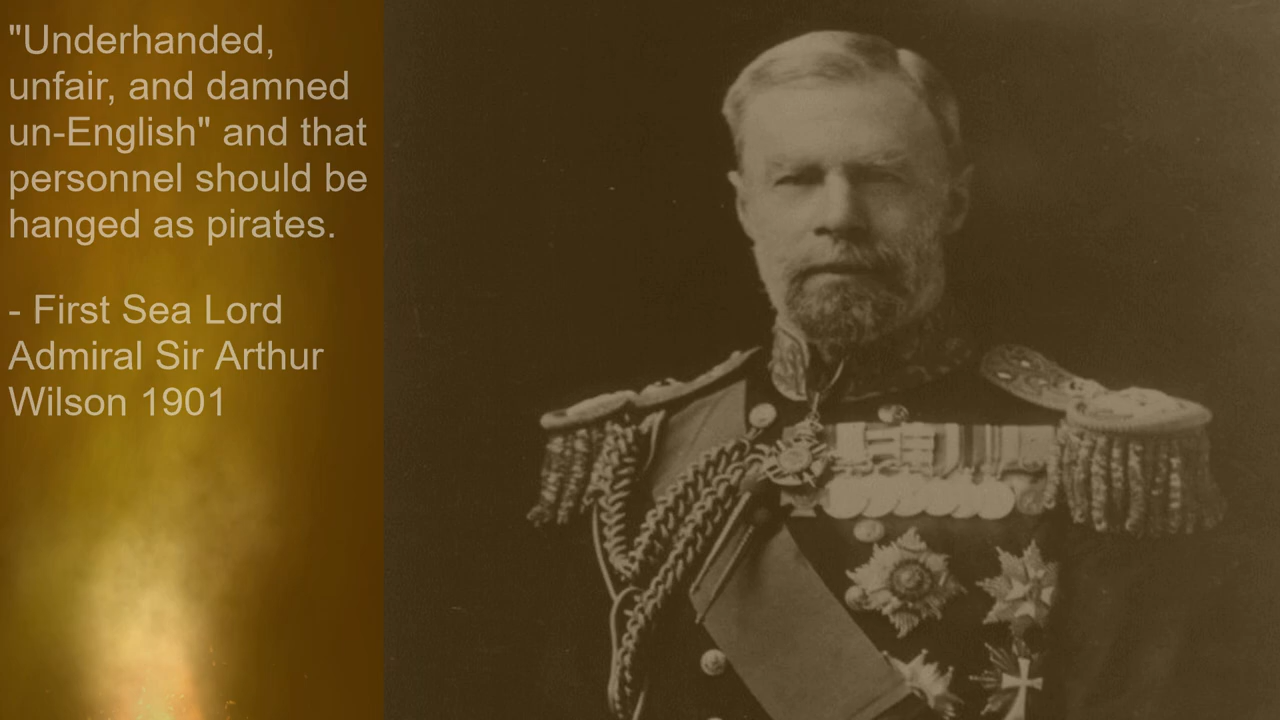 "Underhanded,
unfair, and damned
un-English" and that
personnel should be
hanged as pirates.
- First Sea Lord
Admiral Sir Arthur
Wilson 1901